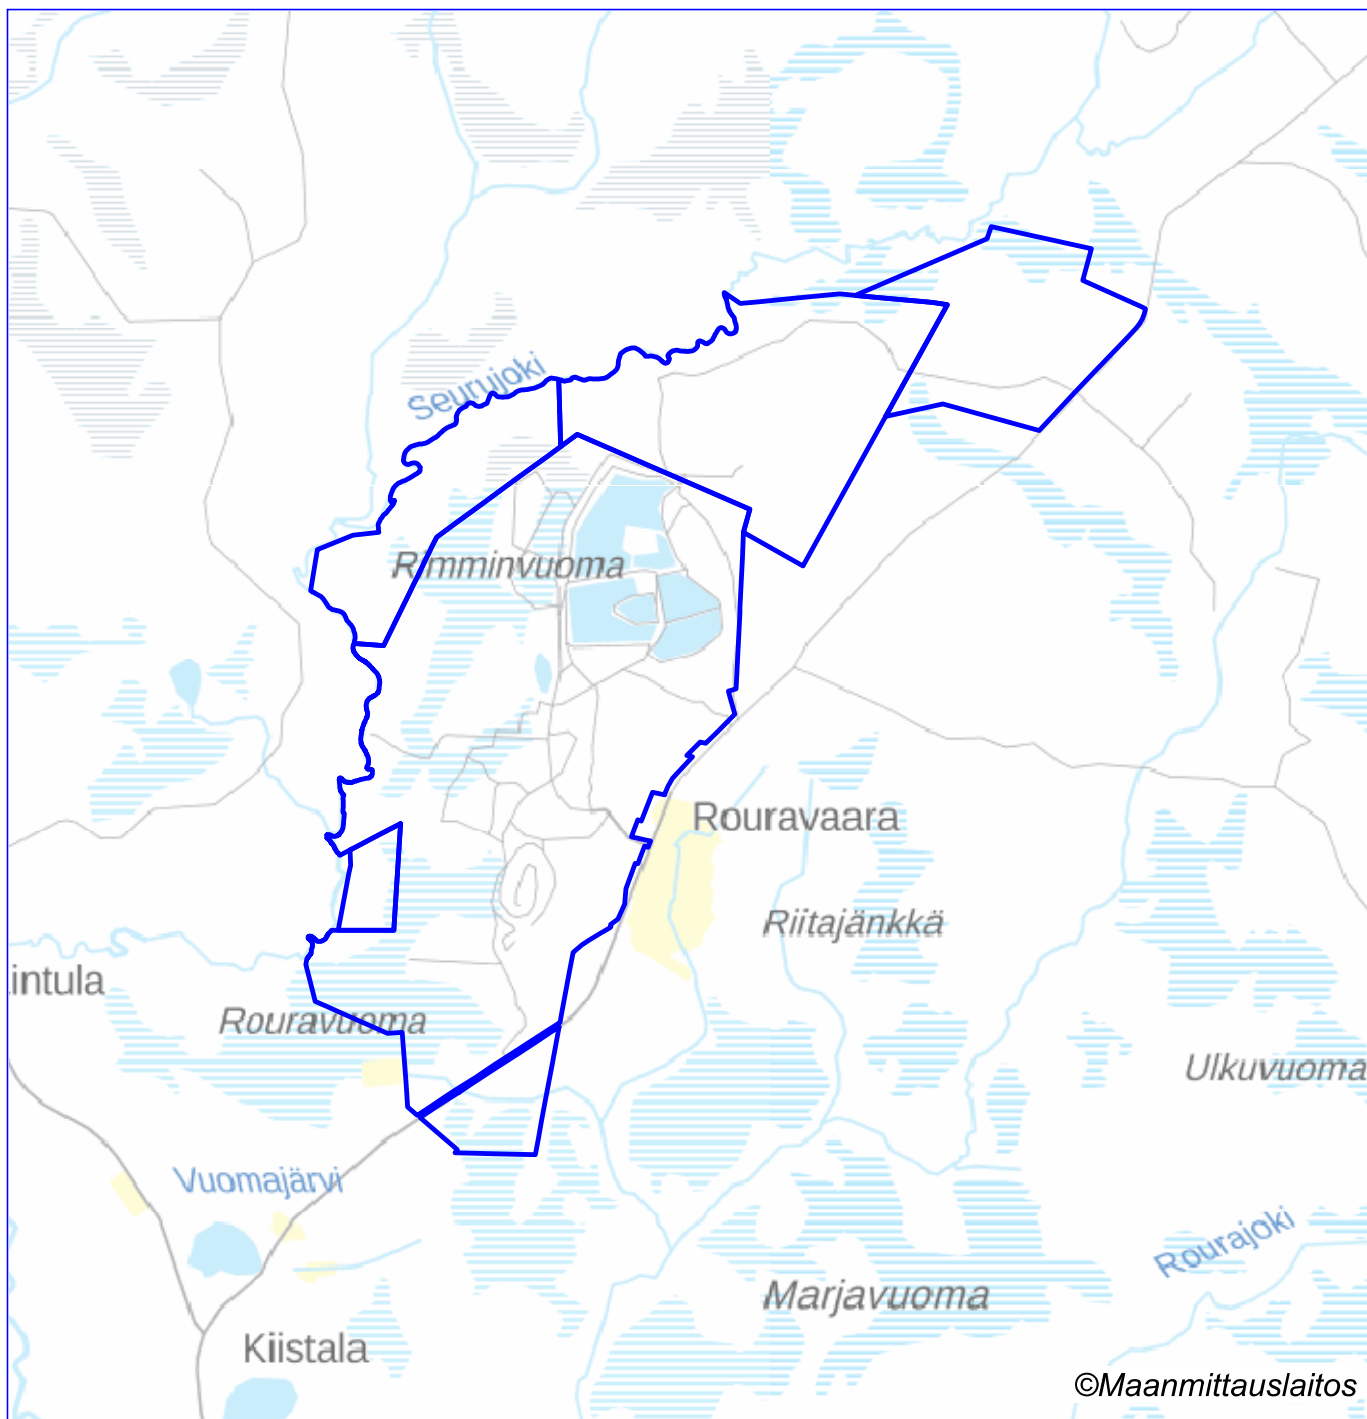 Seurujoki
Rimminvuoma
Rouravaara
Riitajänkkä
intula
Rouravuoma
Ulkuvuoma
Vuomajärvi
Rourajoki
Marjavuoma
Kiistala
©Maanmittauslaitos